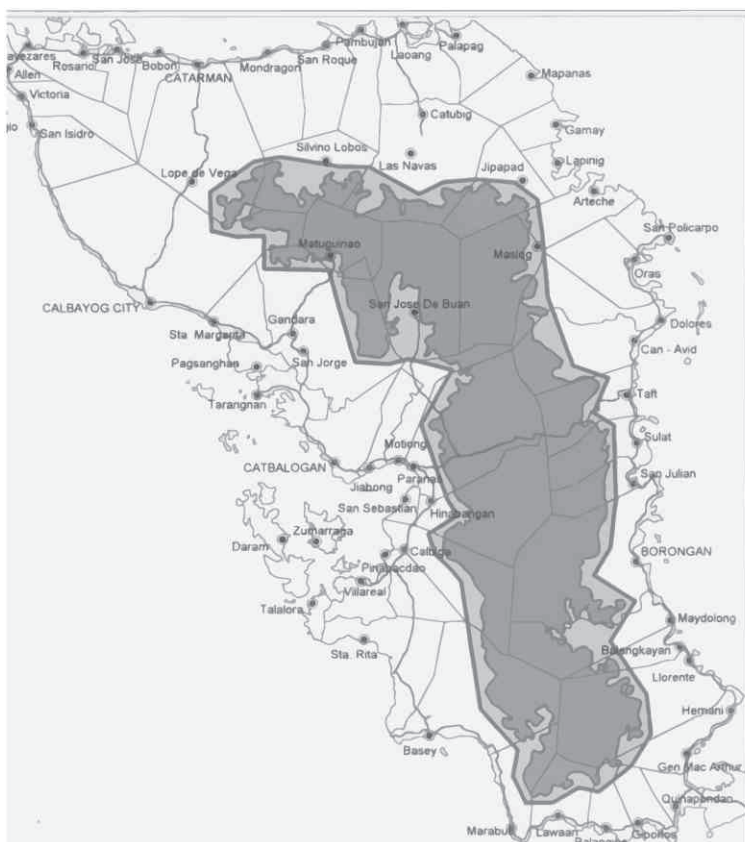 Pambujan
Laoang
Palapag
San Jose
Bobon
San Roque
Rosario
Mondragon
Allen
CATARMAN
Mapanas
Victoria
Catubig
San Isidro
Gamay
Silvino Lobos
Las Navas
Lapinig
Lope de Vega
Jipapad
Arteche
San Policarpo
Matuguinao
Maslog
Oras
CALBAYOG CITY
San Jose De Buan
Dolores
Sta. Margarita
Gandara
Can - Avid
San Jorge
Pagsanghan
Taft
Tarangnan
Motiong
Sulat
CATBALOGAN
Paranas
Jiabong
San Julian
San Sebastian
Hinabangan
Zumarraga
Daram
Calbiga
BORONGAN
Pinabacdao
Villareal
Talalora
Maydolong
Sta. Rita
Balangkayan
Llorente
Hernani
Basey
Gen Mac Arthur
Quinapondan
Marabut
Lawaan
Giporlos